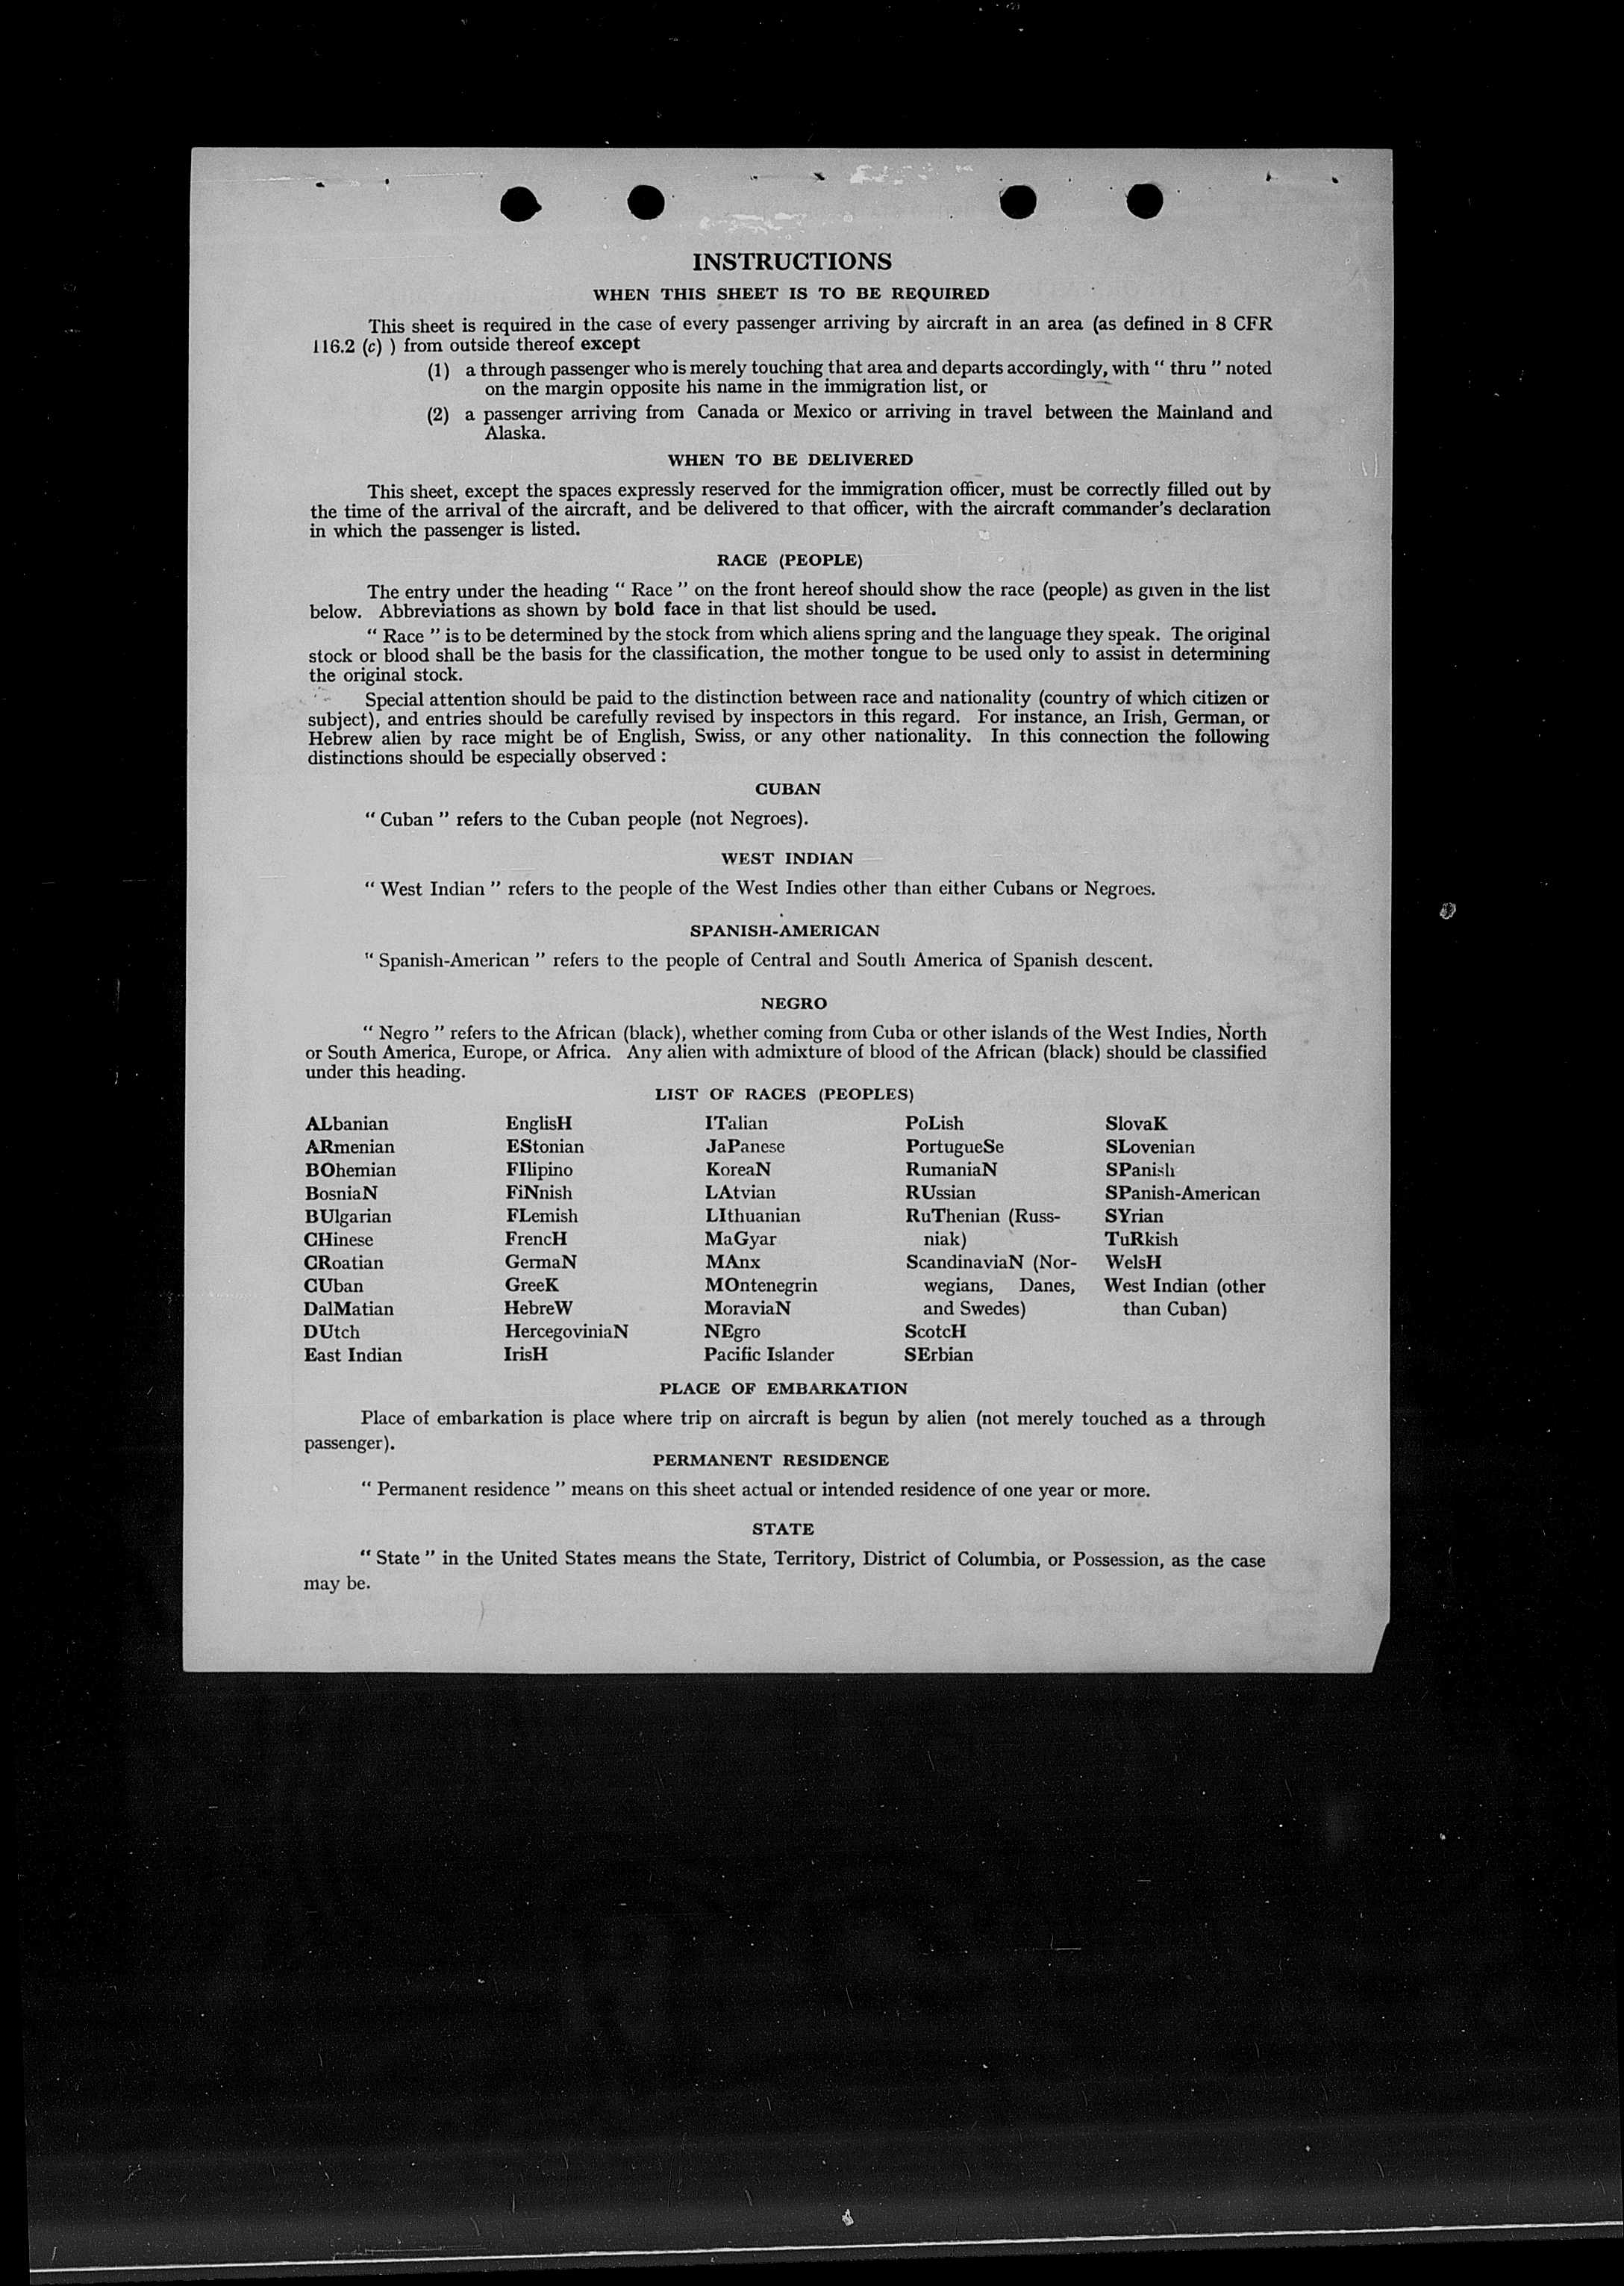 INSTRUCTIONS
WHEN THIS SHEET IS TO BE REQUIRED
This sheet is required in the case of every passenger arriving by aircraft in an area (as defined in 8 CFR
116.2 (c) ) from outside thereof except
(1) a through passenger who is merely touching that area and departs accordingly, with “ thru ” noted
on the margin opposite his name in the immigration list, or
(2) a passenger arriving from Canada or Mexico or arriving in travel between the Mainland and
Alaska.
WHEN TO BE DELIVERED
This sheet, except the spaces expressly reserved for the immigration officer, must be correctly filled out by
the time of the arrival of the aircraft, and be delivered to that officer, with the aircraft commander's declaration
in which the passenger is listed.
RACE (PEOPLE)
The entry under the heading “ Race ” on the front hereof should show the race (people) as given in the list
below. Abbreviations as shown by bold face in that list should be used.
“ Race ” is to be determined by the stock from which aliens spring and the language they speak. The original
stock or blood shall be the basis for the classification, the mother tongue to be used only to assist in determining
the original stock.
Special attention should be paid to the distinction between race and nationality (country of which citizen or
subject), and entries should be carefully revised by inspectors in this regard. For instance, an Irish, German, or
Hebrew alien by race might be of English, Swiss, or any other nationality. In this connection the following
distinctions should be especially observed :
CUBAN
“ Cuban ” refers to the Cuban people (not Negroes).
WEST INDIAN
“ West Indian ” refers to the people of the West Indies other than either Cubans or Negroes.
SPANISH-AMERICAN
“ Spanish-American ” refers to the people of Central and South America of Spanish descent.
NEGRO
“ Negro ” refers to the African (black), whether coming from Cuba or other islands of the West Indies, North
or South America, Europe, or Africa. Any alien with admixture of blood of the African (black) should be classified
under this heading.
LIST OF RACES (PEOPLES)
ALbanian
ARmenian
BOhemian
BosniaN
BUlgarian
CHinese
CRoatian
CUban
DalMatian
DUtch
East Indian
EnglisH
EStonian
FIlipino
FiNnish
FLemish
FrencH
GermaN
GreeK
HebreW
HercegoviniaN
IrisH
ITalian
JaPanese
KoreaN
LAtvian
LIthuanian
MaGyar
MAnx
MOntenegrin
MoraviaN
NEgro
Pacific Islander
PoLish
PortugueSe
RumaniaN
RUssian
RuThenian (Russ-
niak)
ScandinaviaN (Nor-
wegians, Danes,
and Swedes)
ScotcH
SErbian
SlovaK
SLovenian
SPanish
SPanish-American
SYrian
TuRkish
WelsH
West Indian (other
than Cuban)
PLACE OF EMBARKATION
Place of embarkation is place where trip on aircraft is begun by alien (not merely touched as a through
passenger).
PERMANENT RESIDENCE
“ Permanent residence ” means on this sheet actual or intended residence of one year or more.
STATE
“ State ” in the United States means the State, Territory, District of Columbia, or Possession, as the case
may be.